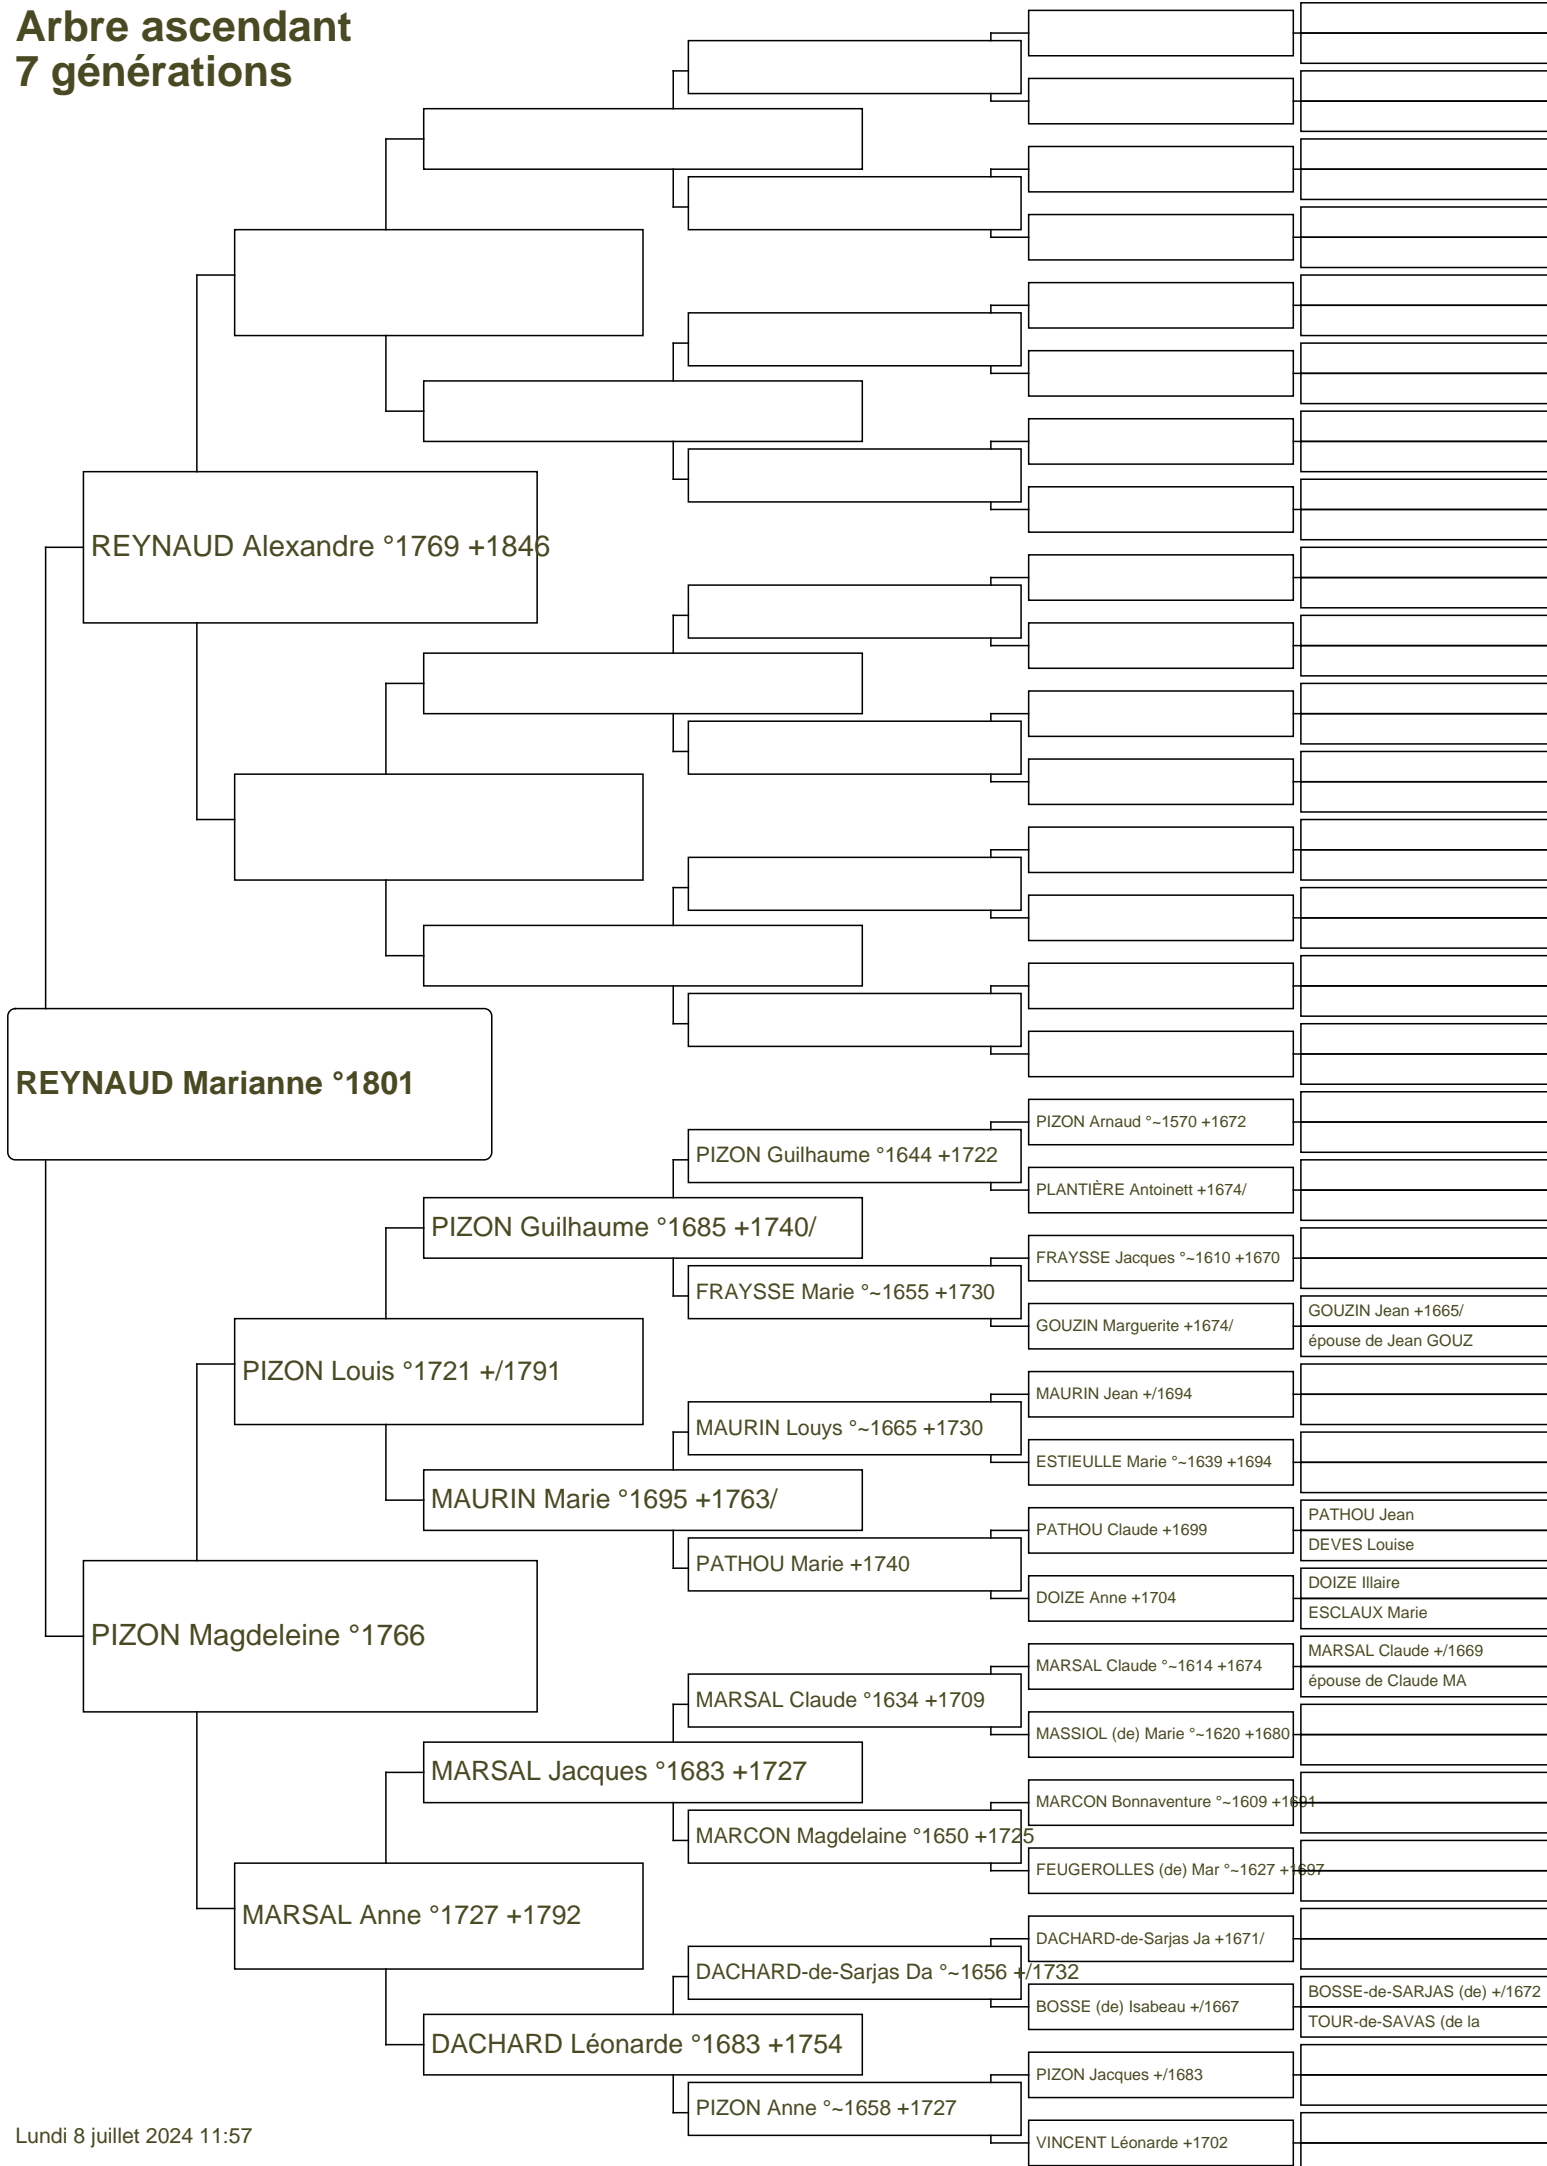 Arbre ascendant
7 générations
REYNAUD Alexandre °1769 +1846
REYNAUD Marianne °1801
PIZON Arnaud °~1570 +1672
PIZON Guilhaume °1644 +1722
PLANTIÈRE Antoinett +1674/
PIZON Guilhaume °1685 +1740/
FRAYSSE Jacques °~1610 +1670
FRAYSSE Marie °~1655 +1730
GOUZIN Jean +1665/
GOUZIN Marguerite +1674/
épouse de Jean GOUZ
PIZON Louis °1721 +/1791
MAURIN Jean +/1694
MAURIN Louys °~1665 +1730
ESTIEULLE Marie °~1639 +1694
MAURIN Marie °1695 +1763/
PATHOU Jean
PATHOU Claude +1699
DEVES Louise
PATHOU Marie +1740
DOIZE Illaire
DOIZE Anne +1704
ESCLAUX Marie
PIZON Magdeleine °1766
MARSAL Claude +/1669
MARSAL Claude °~1614 +1674
épouse de Claude MA
MARSAL Claude °1634 +1709
MASSIOL (de) Marie °~1620 +1680
MARSAL Jacques °1683 +1727
MARCON Bonnaventure °~1609 +1691
MARCON Magdelaine °1650 +1725
FEUGEROLLES (de) Mar °~1627 +1697
MARSAL Anne °1727 +1792
DACHARD-de-Sarjas Ja +1671/
DACHARD-de-Sarjas Da °~1656 +/1732
BOSSE-de-SARJAS (de) +/1672
BOSSE (de) Isabeau +/1667
TOUR-de-SAVAS (de la
DACHARD Léonarde °1683 +1754
PIZON Jacques +/1683
PIZON Anne °~1658 +1727
VINCENT Léonarde +1702
Lundi 8 juillet 2024 11:57